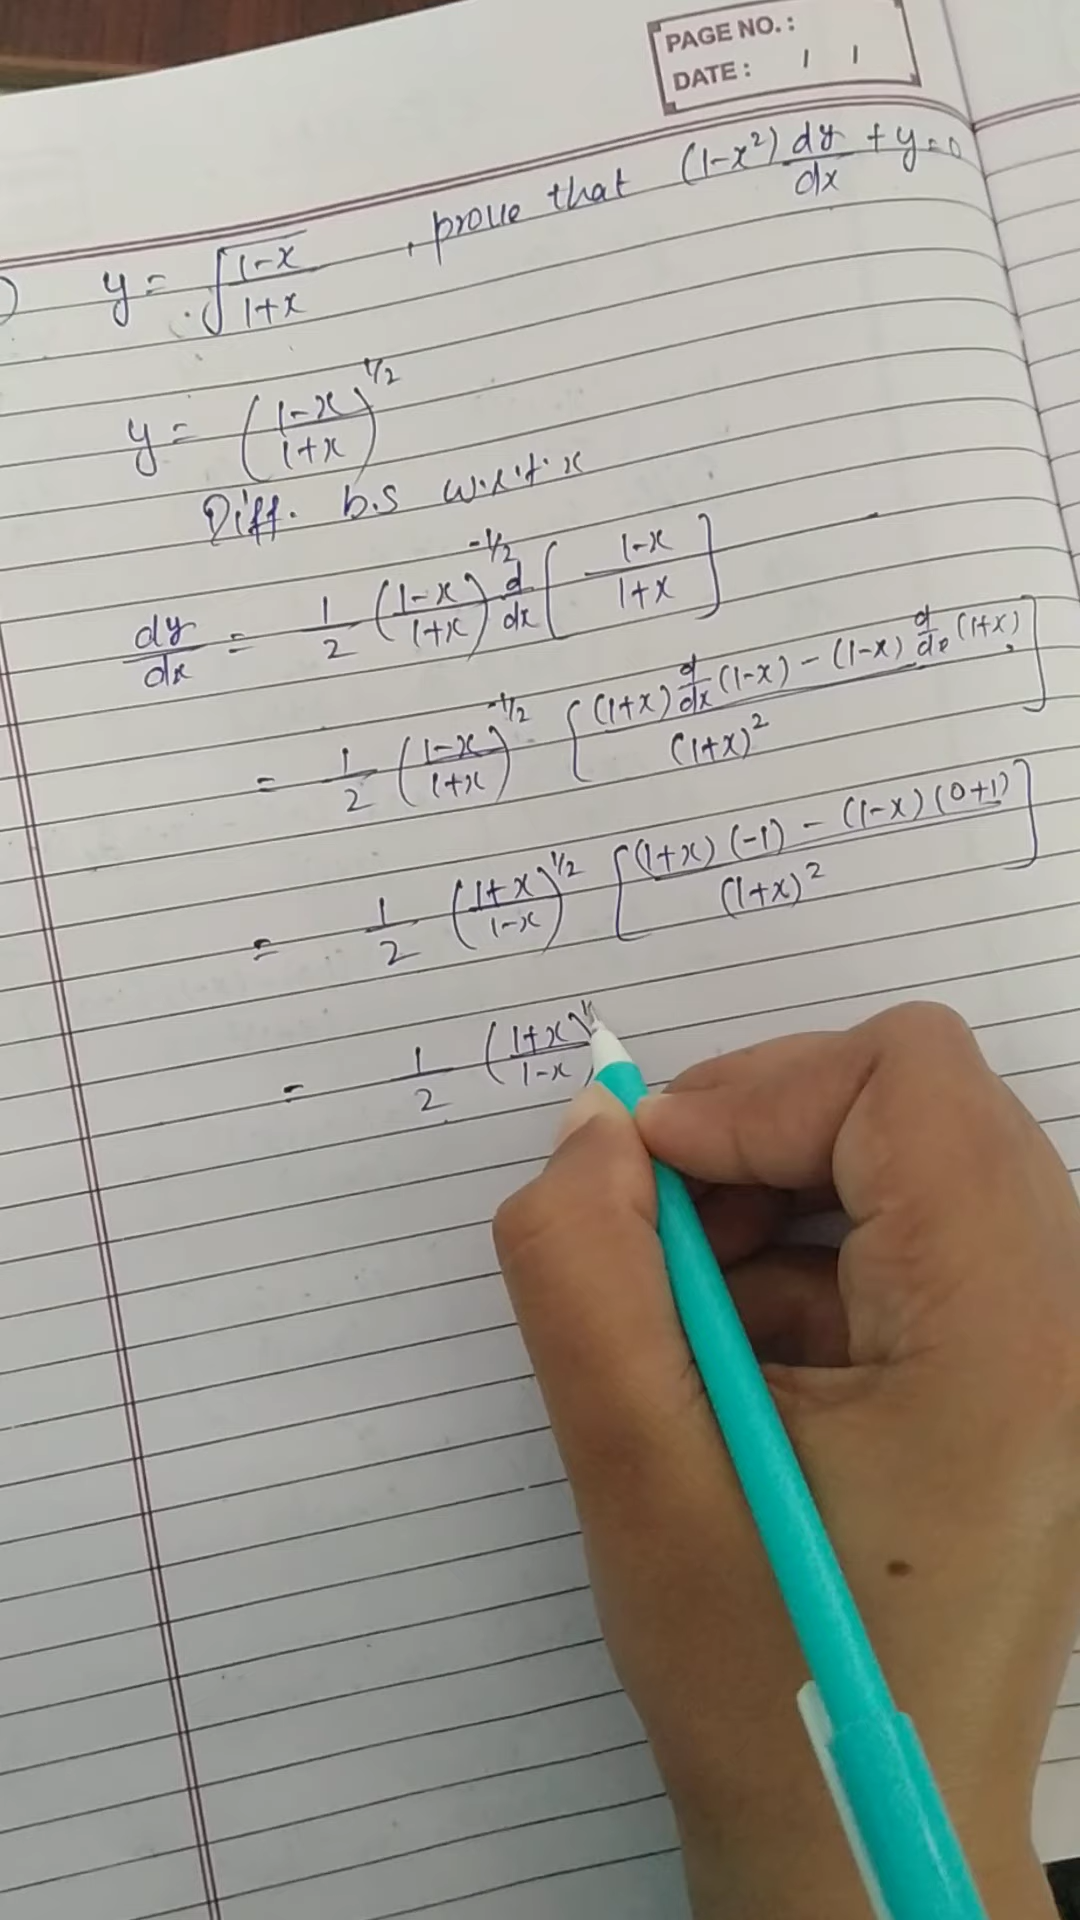 PAGE NO. :
DATE : / /
) y = √(1-x)/(1+x) , prove that (1-x²) dy/dx + y = 0
y = ((1-x)/(1+x))^1/2
Diff. b.s w.r.t. x
dy/dx = 1/2 ((1-x)/(1+x))^-1/2 d/dx [(1-x)/(1+x)]
= 1/2 ((1-x)/(1+x))^-1/2 [((1+x) d/dx (1-x) - (1-x) d/dx (1+x))/(1+x)²]
= 1/2 ((1+x)/(1-x))^1/2 [((1+x)(-1) - (1-x)(0+1))/(1+x)²]
= 1/2 ((1+x)/(1-x)